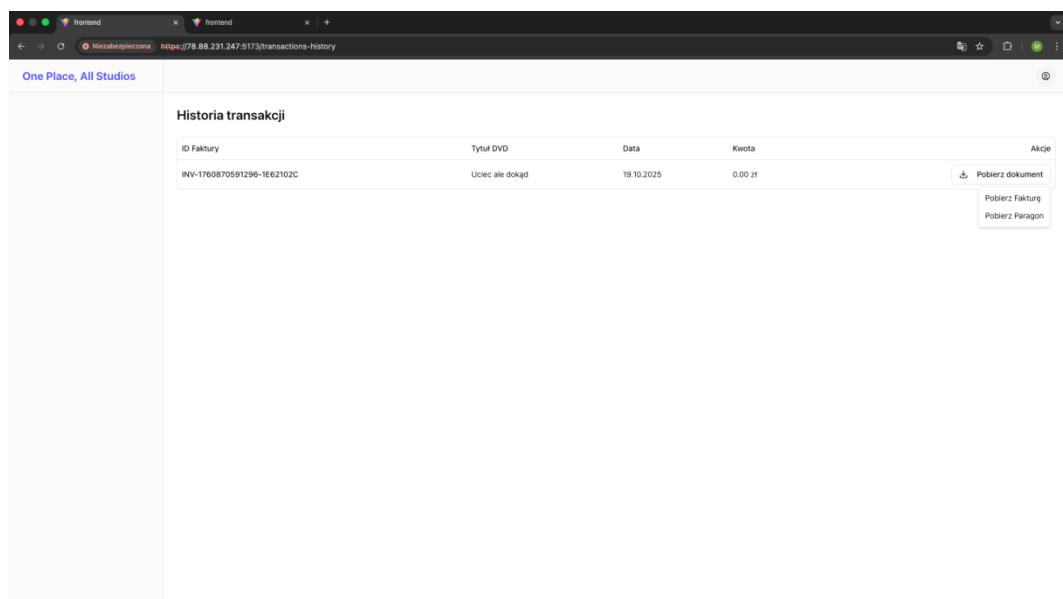 frontend
frontend
Niezabezpieczona https://78.88.231.247:5173/transactions-history
M
One Place, All Studios
Historia transakcji
ID Faktury Tytuł DVD Data Kwota Akcje
INV-1760870591296-1E62102C Uciec ale dokąd 19.10.2025 0.00 zł Pobierz dokument
Pobierz Fakturę
Pobierz Paragon